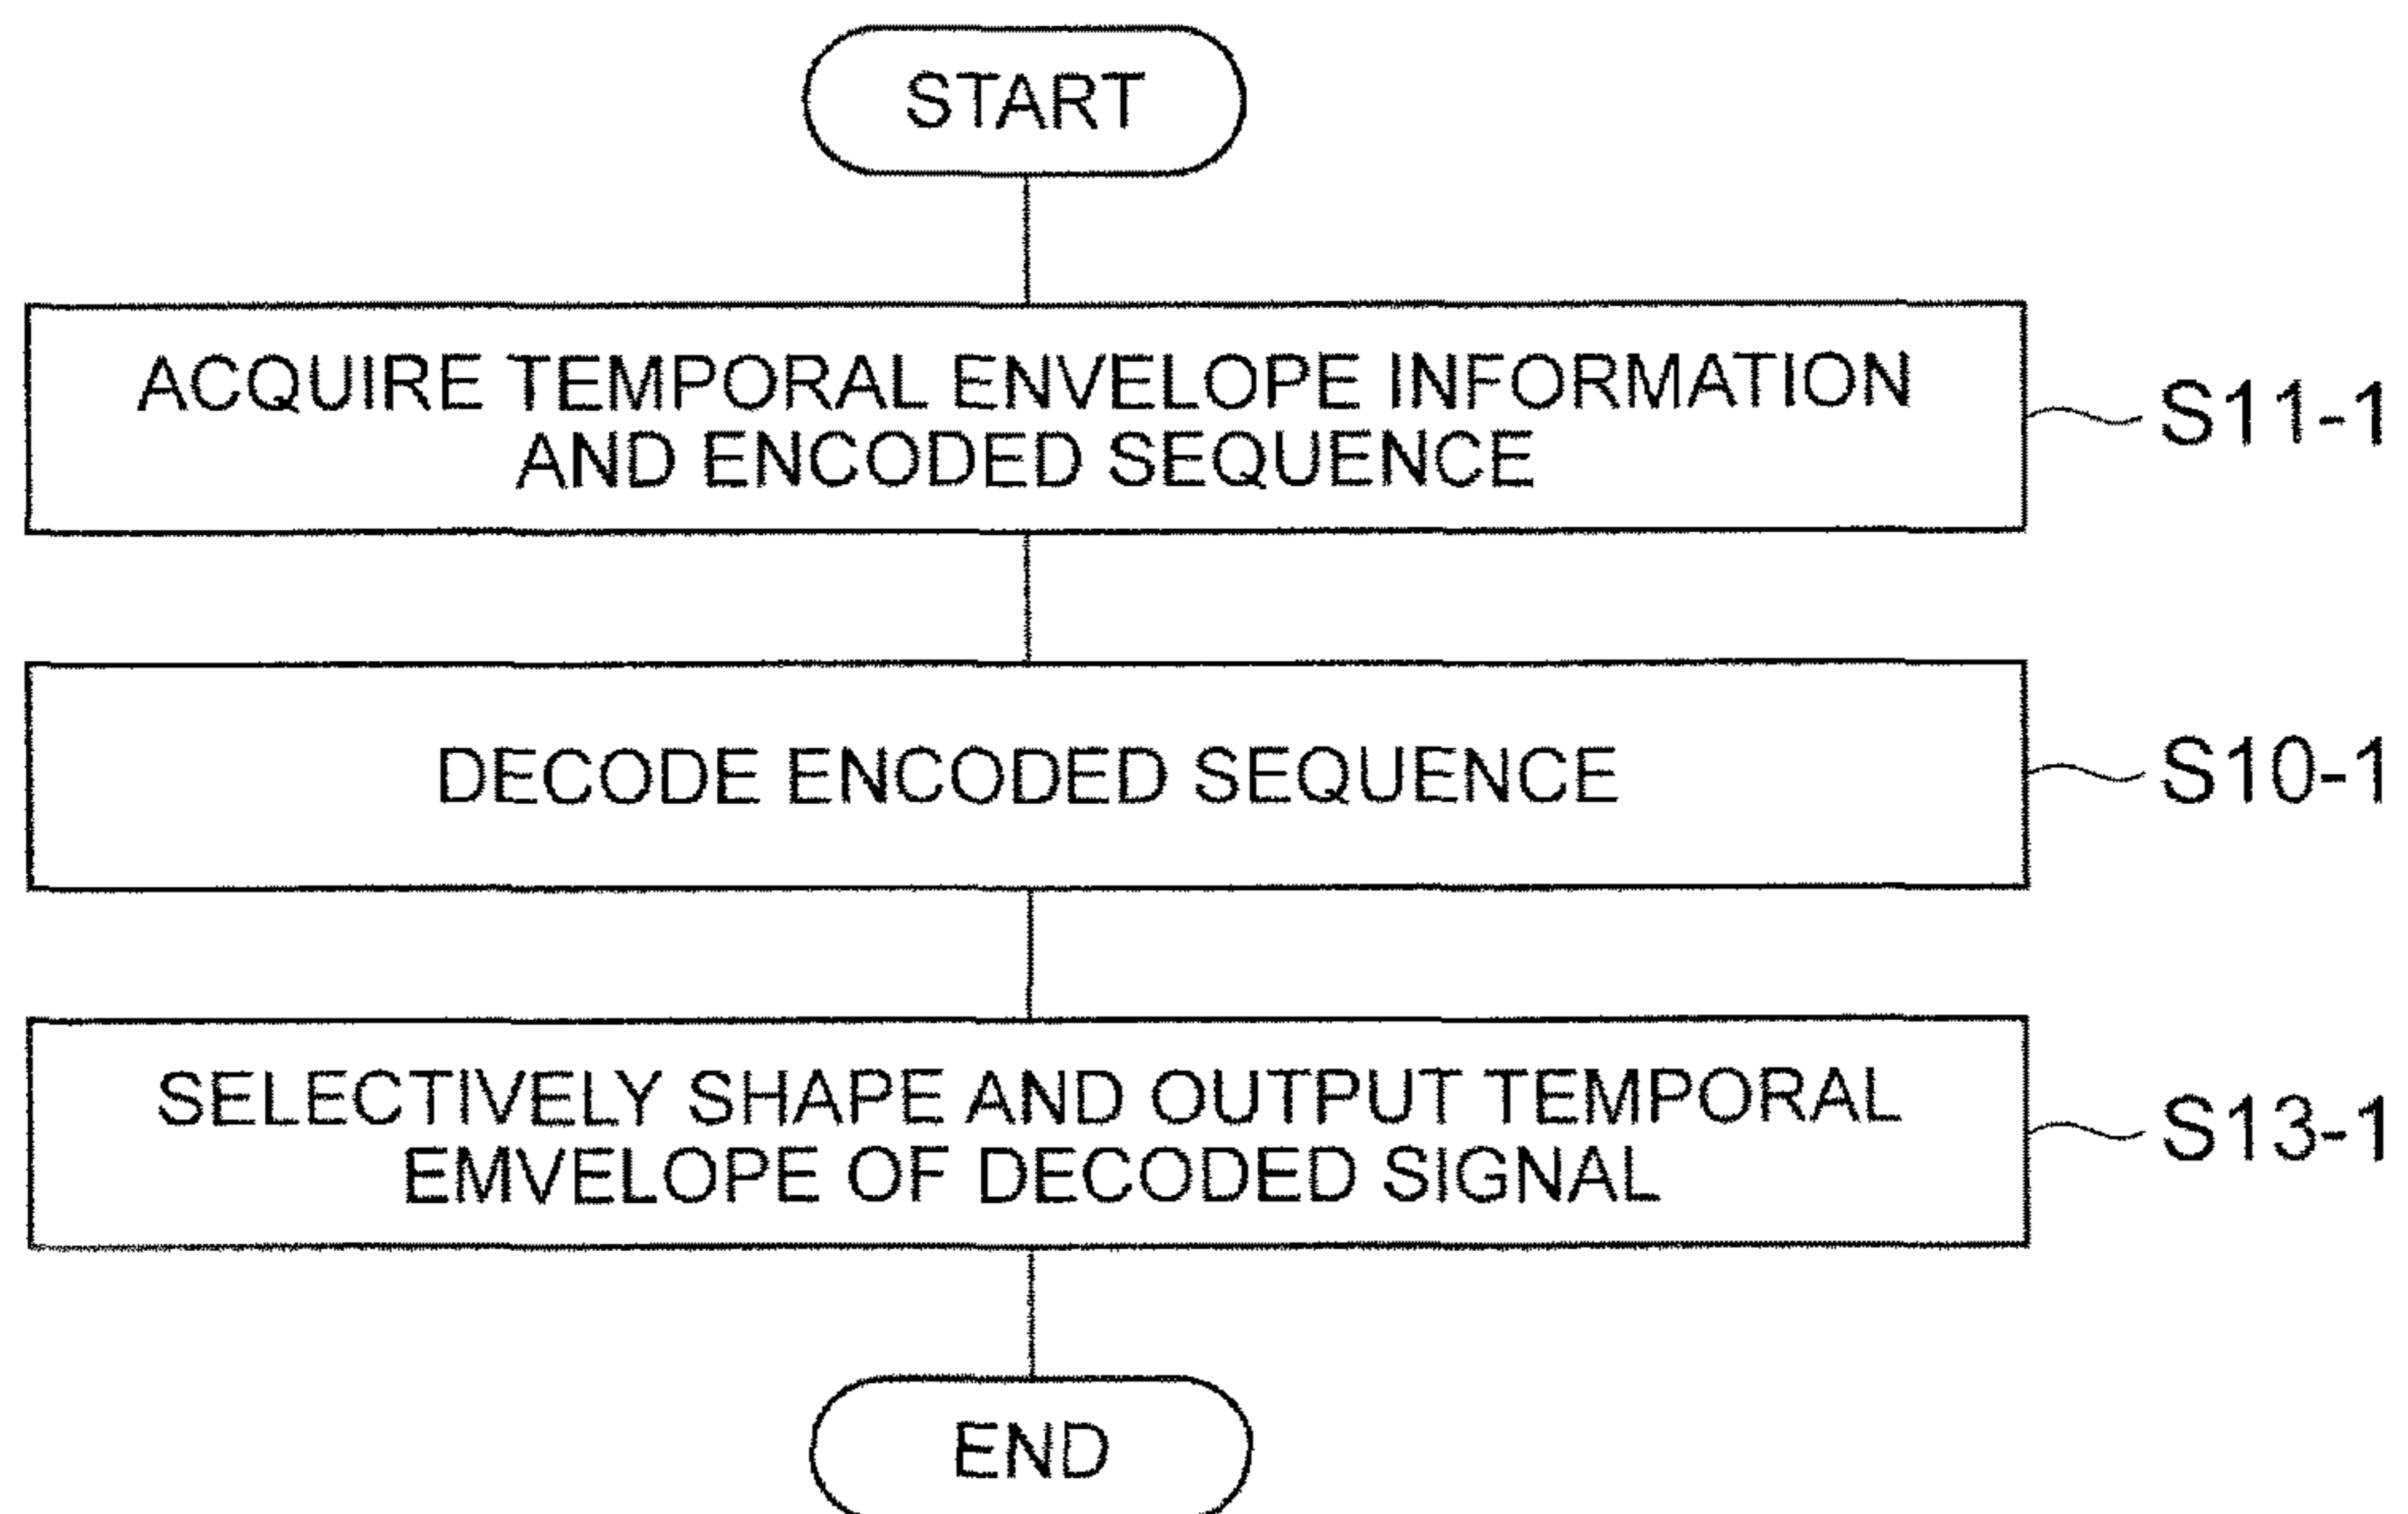 START
ACQUIRE TEMPORAL ENVELOPE INFORMATION
AND ENCODED SEQUENCE
S11-1
DECODE ENCODED SEQUENCE
S10-1
SELECTIVELY SHAPE AND OUTPUT TEMPORAL
EMVELOPE OF DECODED SIGNAL
S13-1
END